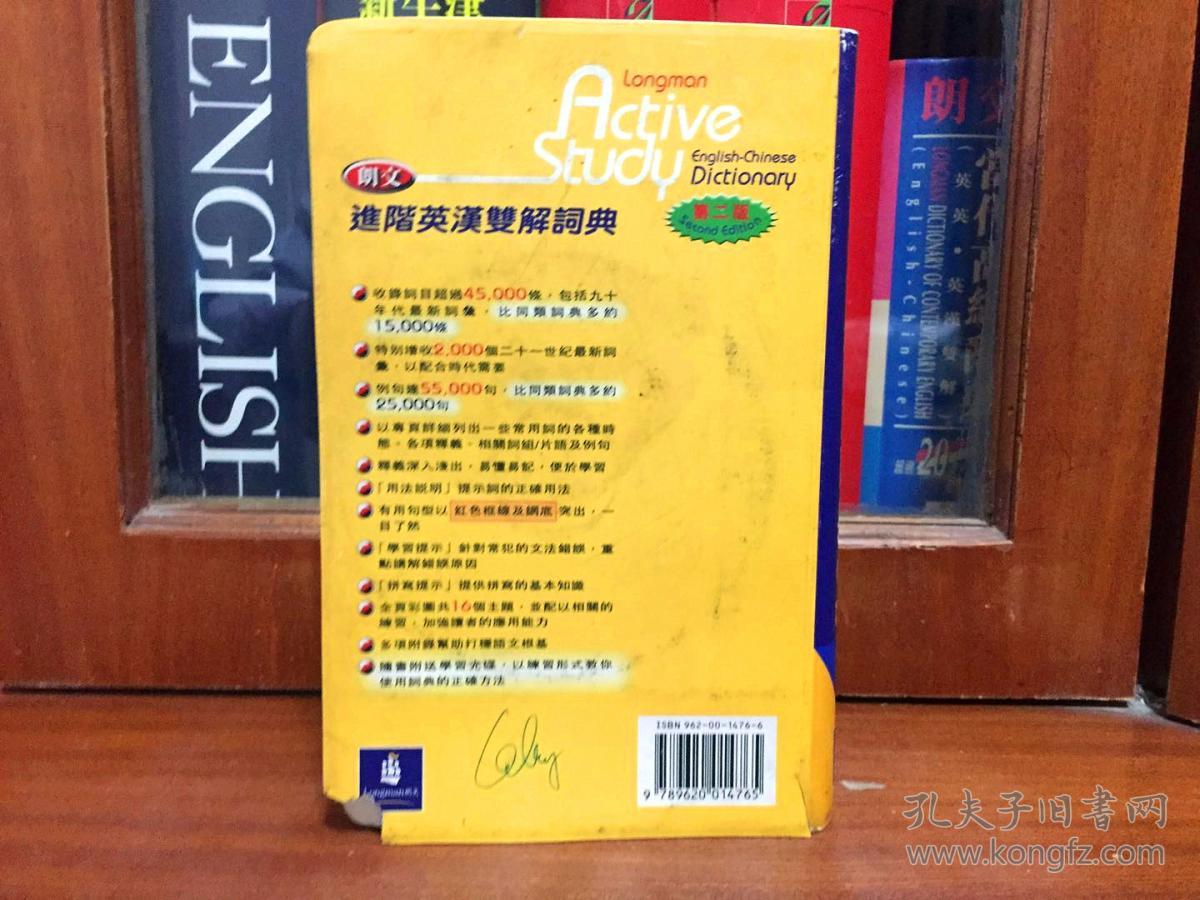 ENGLISH
Longman
Active
Study
English-Chinese
Dictionary
朗文
進階英漢雙解詞典
第二版
Second Edition
收錄詞目超過45,000條，包括九十
年代最新詞彙，比同類詞典多約
15,000條
特別增收2,000個二十一世紀最新詞
彙，以配合時代需要
例句達55,000句，比同類詞典多約
25,000句
以專頁詳細列出一些常用詞的各種時
態、各項釋義、相關詞組/片語及例句
釋義深入淺出，易懂易記，便於學習
「用法説明」提示詞的正確用法
有用句型以 紅色框線及網底 突出，一
目了然
「學習提示」針對常犯的文法錯誤，重
點講解錯誤原因
「拼寫提示」提供拼寫的基本知識
全頁彩圖共16個主題，並配以相關的
練習，加強讀者的應用能力
多項附錄幫助打穩語文根基
隨書附送學習光碟，以練習形式教你
使用詞典的正確方法
Longman朗文
ISBN 962-00-1476-6
9 789620 014765
朗文
(英英·英漢雙解)
LONGMAN DICTIONARY OF CONTEMPORARY ENGLISH
(English-Chinese)
孔夫子旧书网
www.kongfz.com